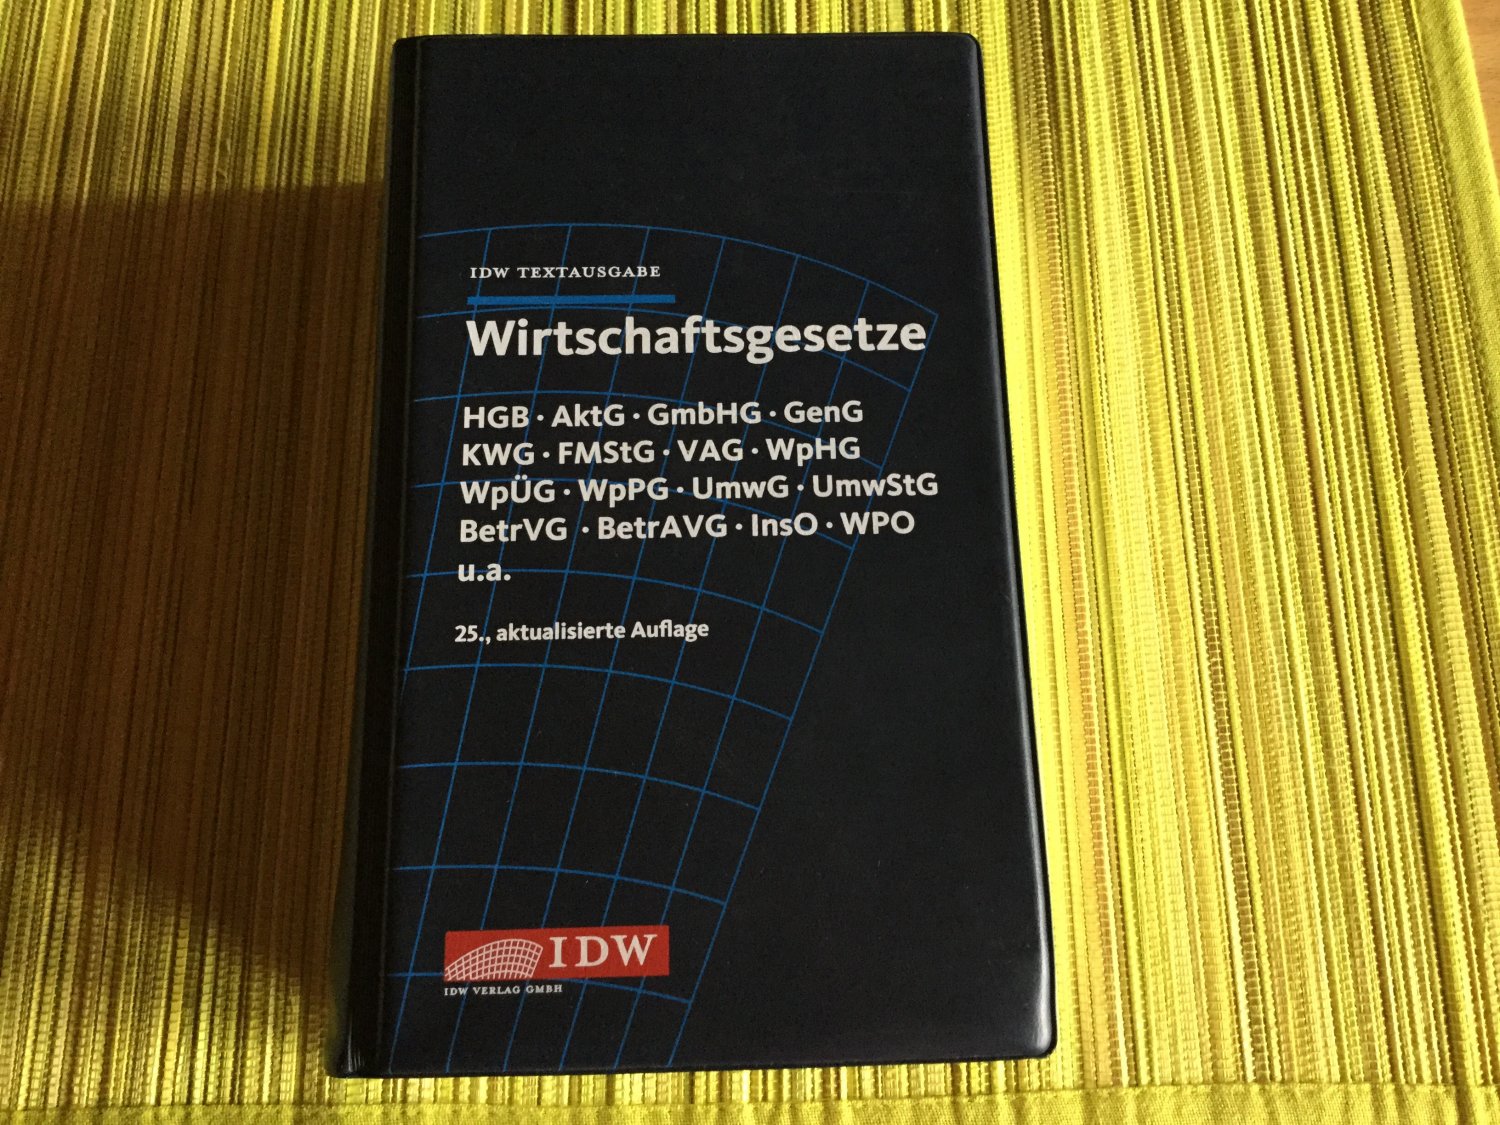 IDW TEXTAUSGABE
Wirtschaftsgesetze
HGB · AktG · GmbHG · GenG
KWG · FMStG · VAG · WpHG
WpÜG · WpPG · UmwG · UmwStG
BetrVG · BetrAVG · InsO · WPO
u.a.
25., aktualisierte Auflage
IDW
IDW VERLAG GMBH